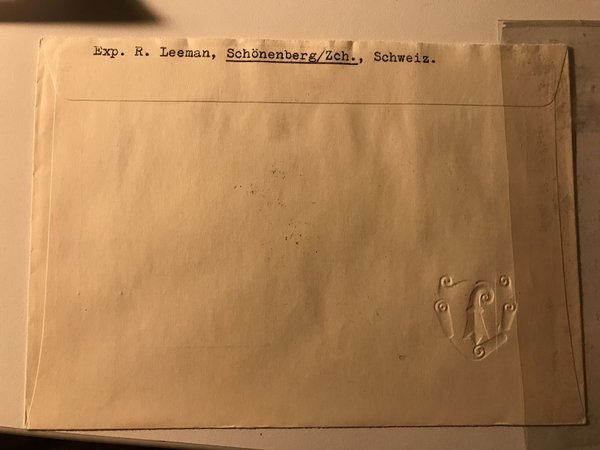 Exp. R. Leeman, Schönenberg/Zch., Schweiz.